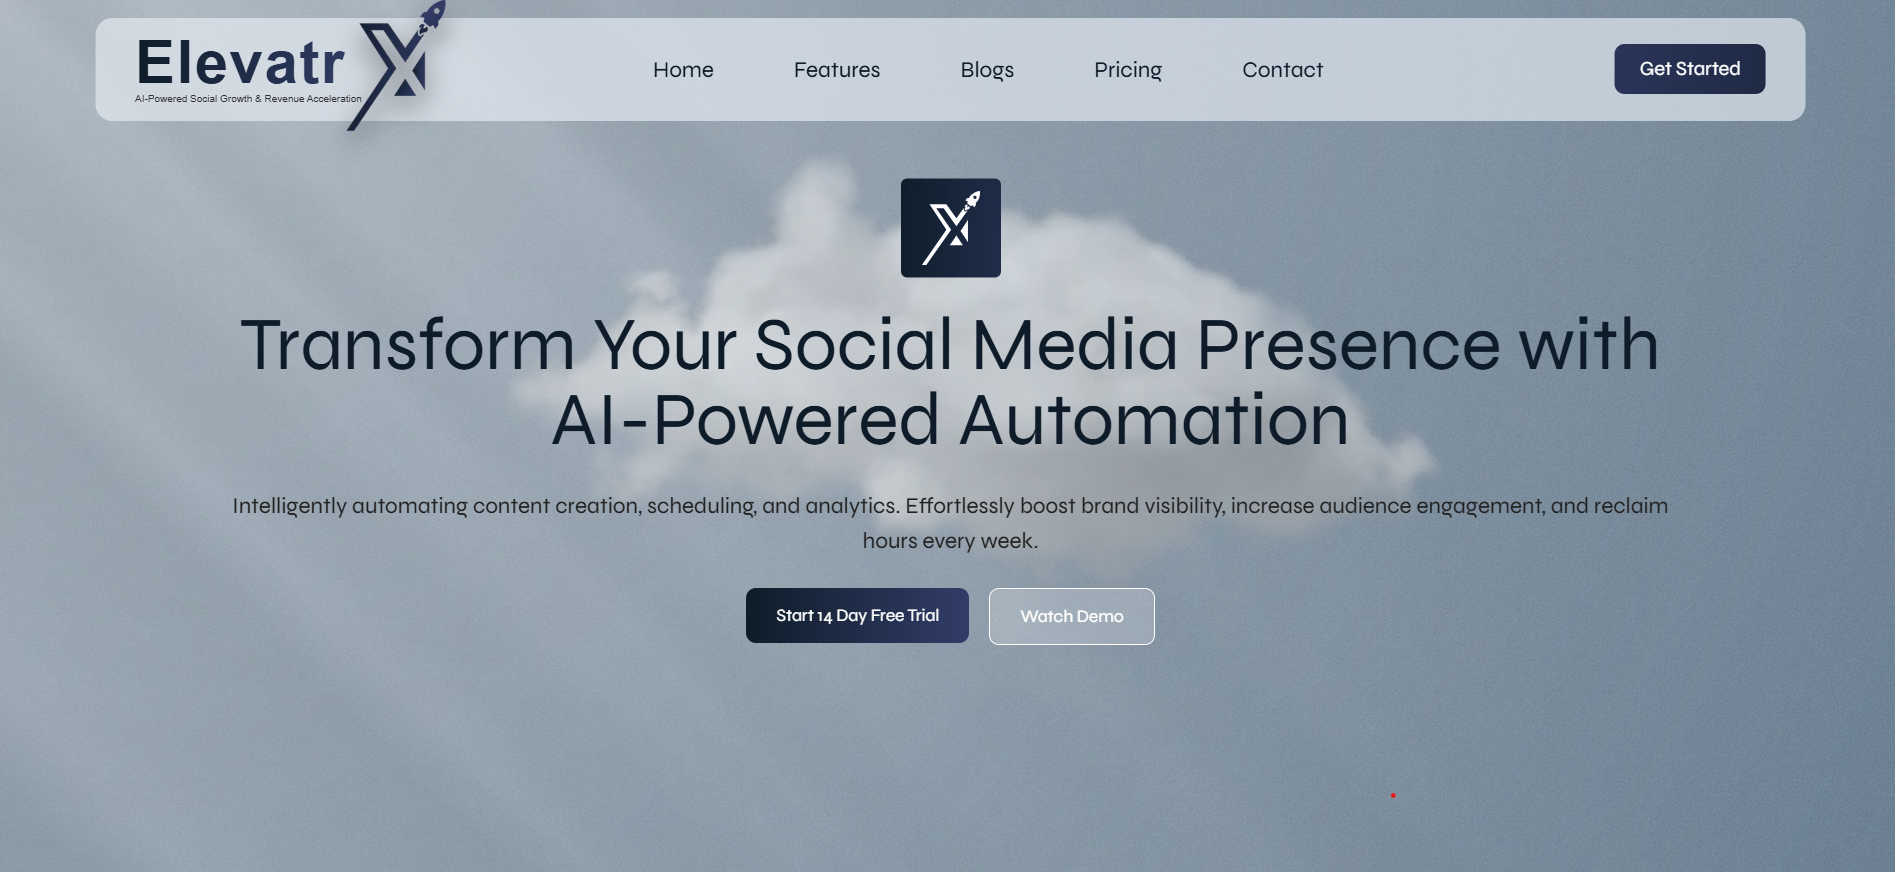 ElevatrX
AI-Powered Social Growth & Revenue Acceleration
Home
Features
Blogs
Pricing
Contact
Get Started
X
Transform Your Social Media Presence with
AI-Powered Automation
Intelligently automating content creation, scheduling, and analytics. Effortlessly boost brand visibility, increase audience engagement, and reclaim
hours every week.
Start 14 Day Free Trial
Watch Demo